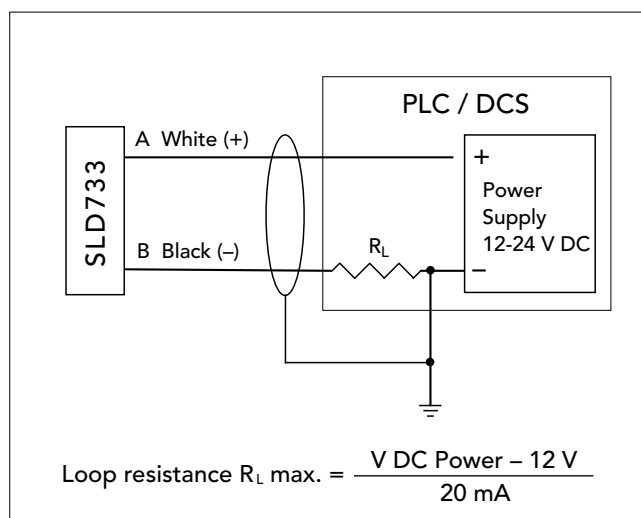 PLC / DCS
A White (+)
SLD733
B Black (–)
+
Power
Supply
12-24 V DC
–
RL
Loop resistance RL max. = V DC Power – 12 V
20 mA